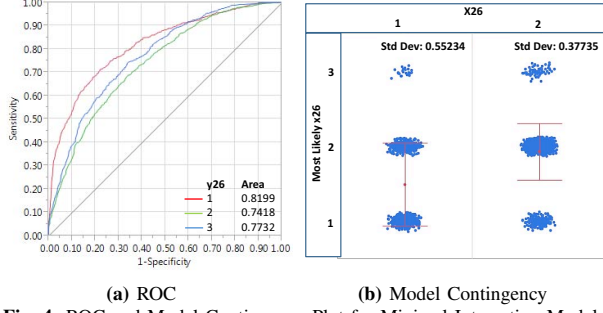 1.00
0.90
0.80
0.70
0.60
0.50
0.40
0.30
0.20
0.10
0.00
Sensitivity
y26 Area
1 0.8199
2 0.7418
3 0.7732
0.00 0.10 0.20 0.30 0.40 0.50 0.60 0.70 0.80 0.90 1.00
1-Specificity
X26
1 2
Std Dev: 0.55234 Std Dev: 0.37735
Most Likely x26
3
2
1
(a) ROC
(b) Model Contingency